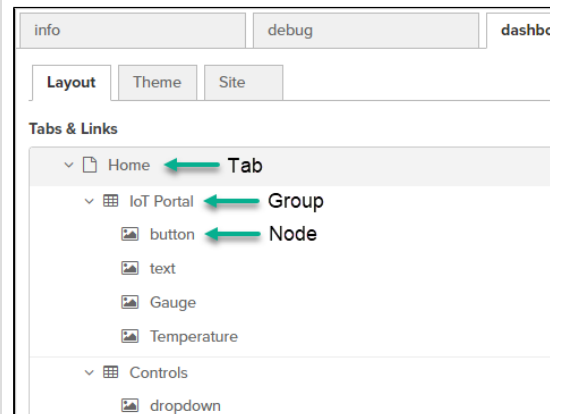 info debug dashbo
Layout Theme Site
Tabs & Links
Home Tab
IoT Portal Group
button Node
text
Gauge
Temperature
Controls
dropdown